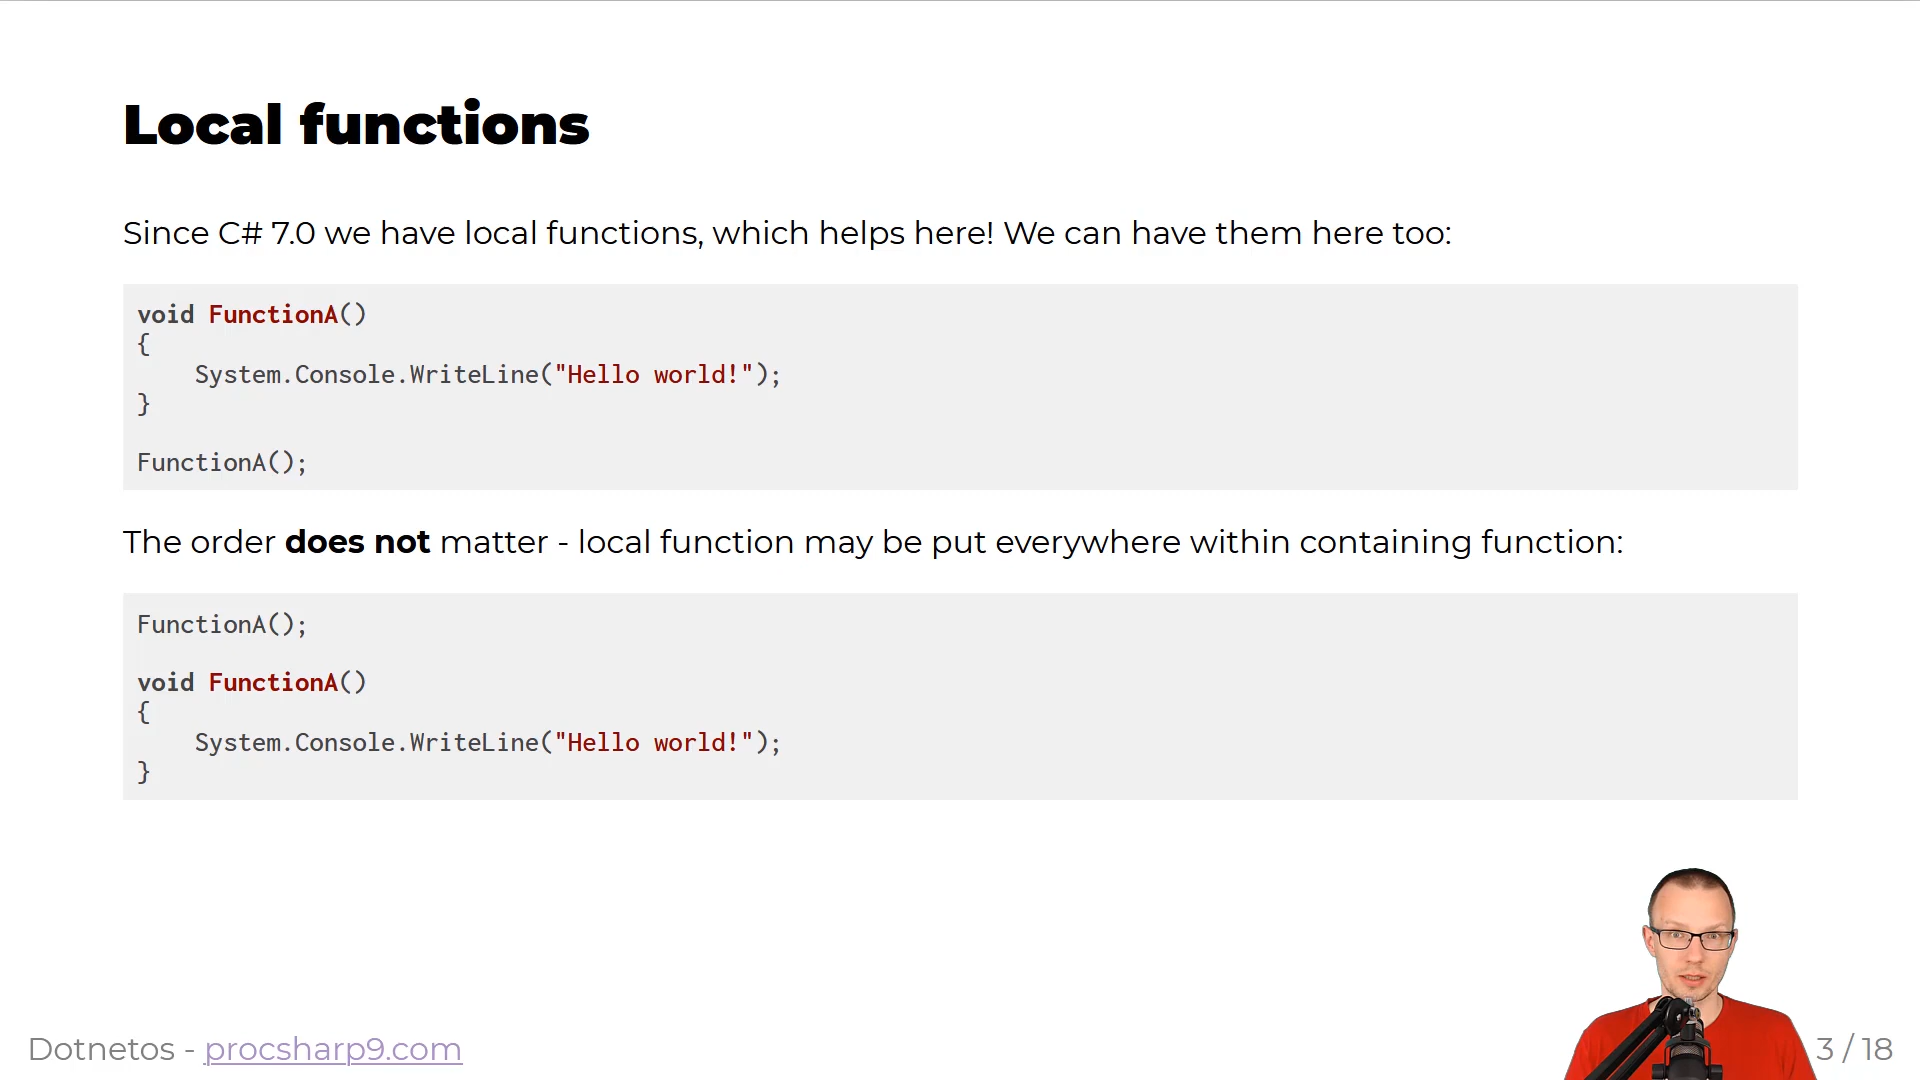 Local functions
Since C# 7.0 we have local functions, which helps here! We can have them here too:
void FunctionA()
{
    System.Console.WriteLine("Hello world!");
}
FunctionA();
The order does not matter - local function may be put everywhere within containing function:
FunctionA();
void FunctionA()
{
    System.Console.WriteLine("Hello world!");
}
Dotnetos - procsharp9.com
3 / 18